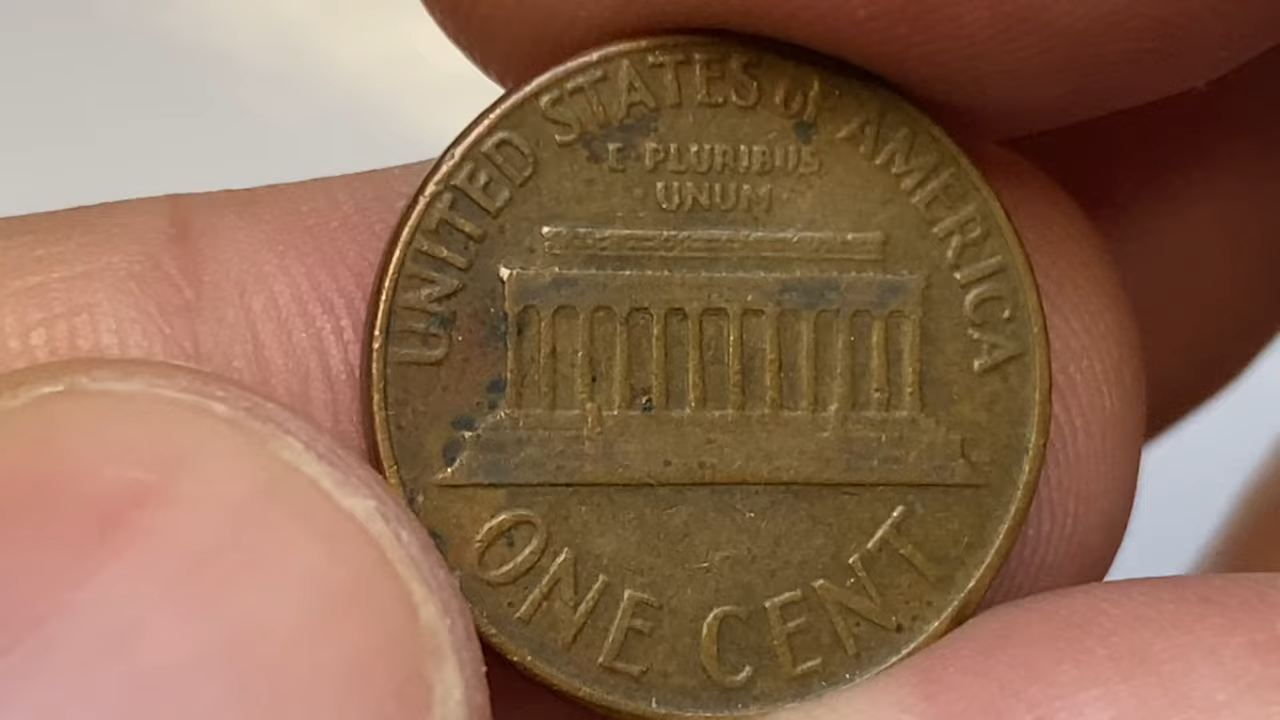 UNITED STATES OF AMERICA
E · PLURIBUS
· UNUM ·
ONE CENT